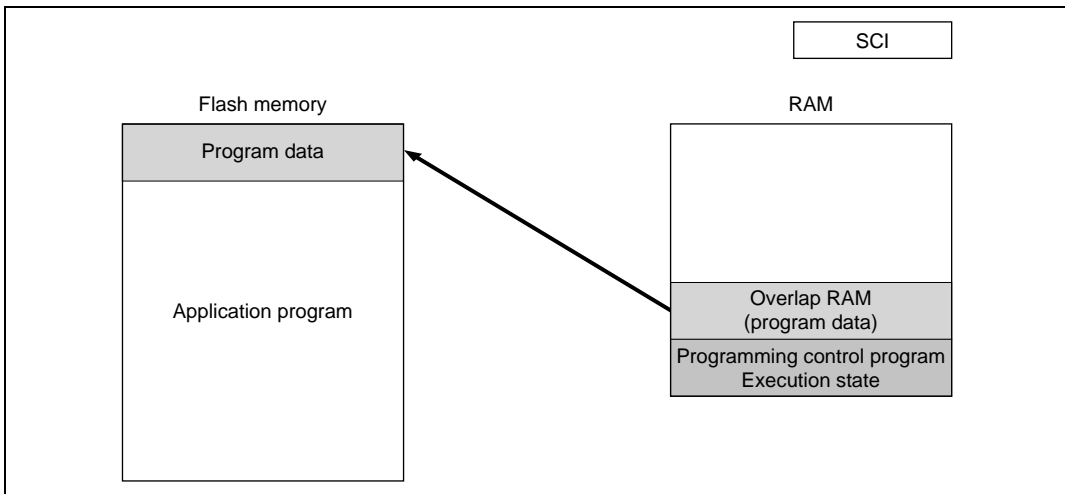 SCI
Flash memory
RAM
Program data
Application program
Overlap RAM
(program data)
Programming control program
Execution state